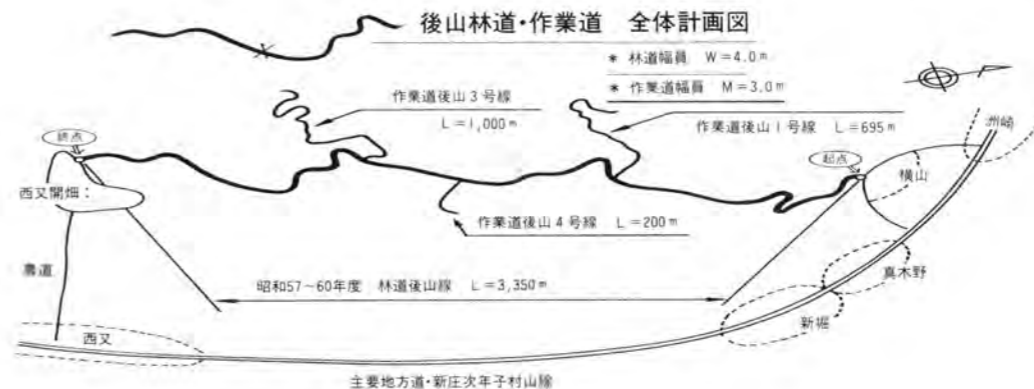 後山林道・作業道　全体計画図
* 林道幅員　W=4.0m
* 作業道幅員　M=3.0m
作業道後山3号線
L=1,000m
作業道後山1号線　L=695m
洲崎
終点
起点
横山
西又開畑:
作業道後山4号線　L=200m
農道
昭和57~60年度　林道後山線　L=3,350m
真木野
新堀
西又
主要地方道・新庄次年子村山線